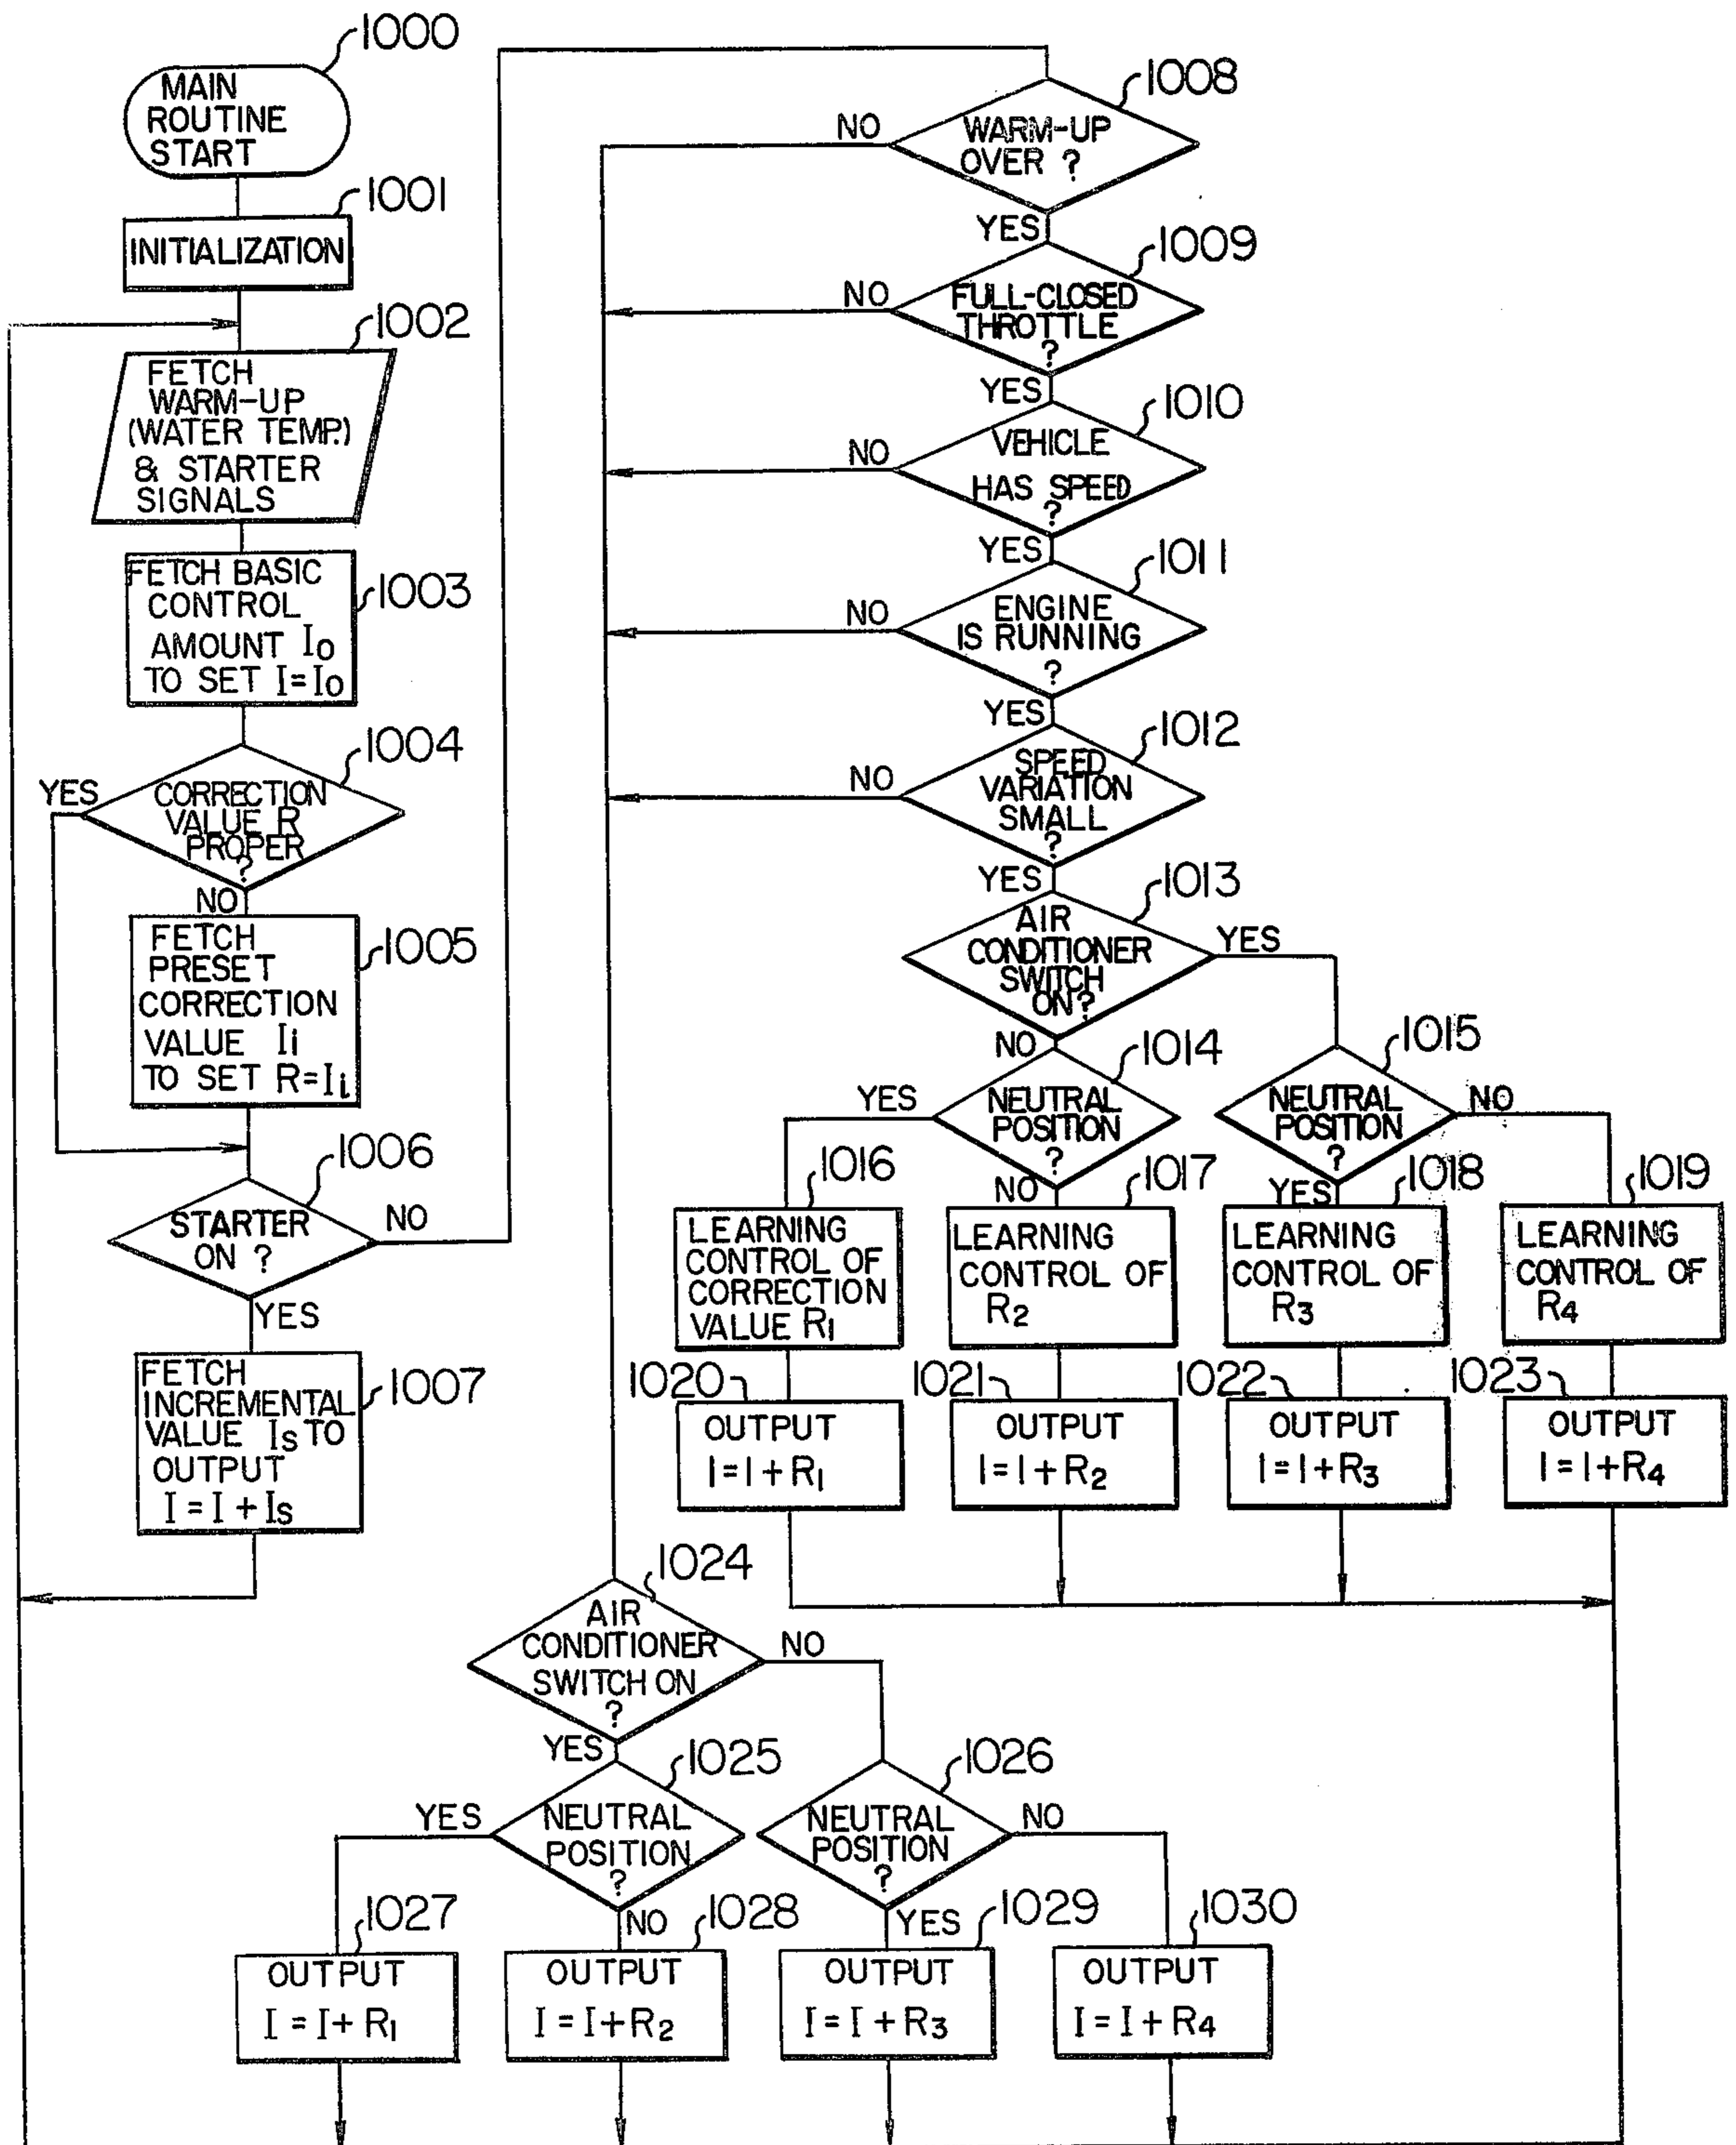 1000
MAIN
ROUTINE
START
1001
INITIALIZATION
1002
FETCH
WARM-UP
(WATER TEMP.)
& STARTER
SIGNALS
1003
FETCH BASIC
CONTROL
AMOUNT I0
TO SET I=I0
1004
YES
CORRECTION
VALUE R
PROPER
?
NO
1005
FETCH
PRESET
CORRECTION
VALUE Ii
TO SET R=Ii
1006
STARTER
ON ?
NO
YES
1007
FETCH
INCREMENTAL
VALUE IS TO
OUTPUT
I = I + IS
1008
NO
WARM-UP
OVER ?
YES
1009
NO
FULL-CLOSED
THROTTLE
?
YES
1010
NO
VEHICLE
HAS SPEED
?
YES
1011
NO
ENGINE
IS RUNNING
?
YES
1012
NO
SPEED
VARIATION
SMALL
?
YES
1013
AIR
CONDITIONER
SWITCH
ON?
YES
NO
1014
YES
NEUTRAL
POSITION
?
NO
1015
NEUTRAL
POSITION
?
NO
YES
1016
LEARNING
CONTROL OF
CORRECTION
VALUE R1
1017
LEARNING
CONTROL OF
R2
1018
LEARNING
CONTROL OF
R3
1019
LEARNING
CONTROL OF
R4
1020
OUTPUT
I = I + R1
1021
OUTPUT
I = I + R2
1022
OUTPUT
I = I + R3
1023
OUTPUT
I = I + R4
1024
AIR
CONDITIONER
SWITCH ON
?
NO
YES
1025
YES
NEUTRAL
POSITION
?
NO
1026
NEUTRAL
POSITION
?
NO
YES
1027
OUTPUT
I = I + R1
1028
OUTPUT
I = I + R2
1029
OUTPUT
I = I + R3
1030
OUTPUT
I = I + R4